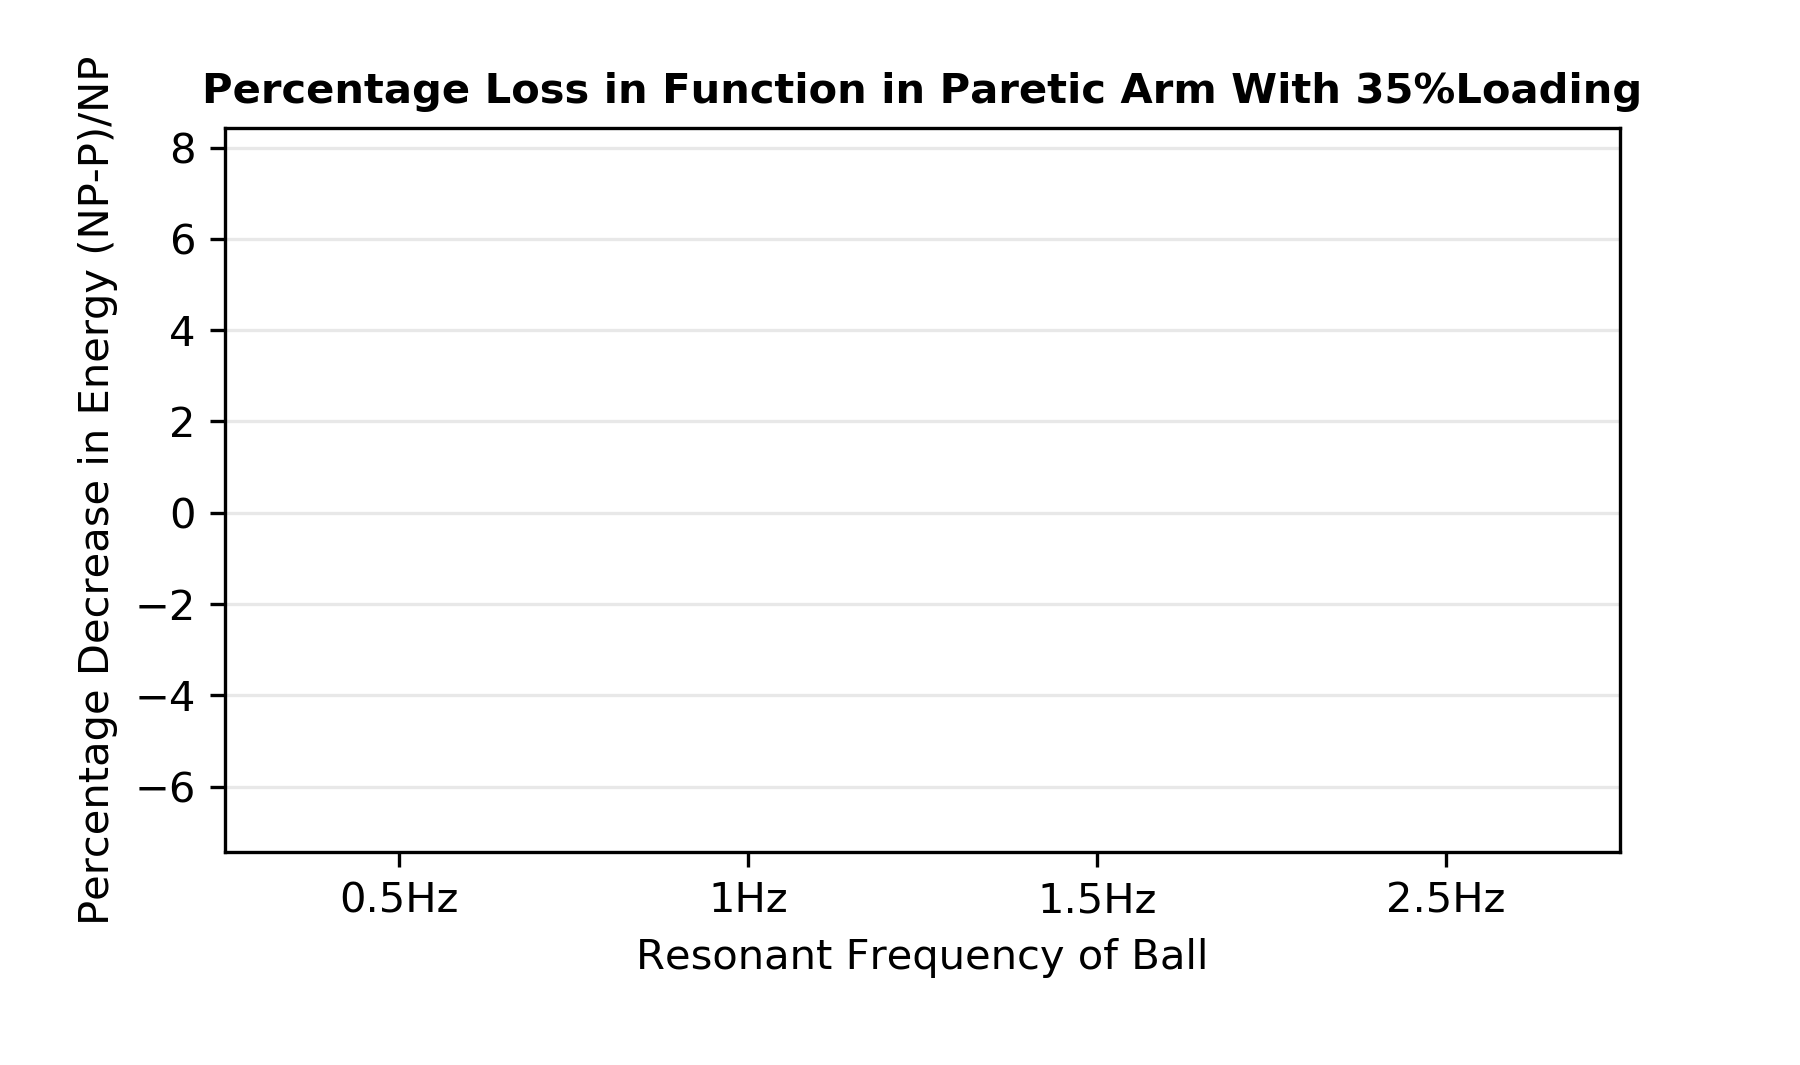 Percentage Loss in Function in Paretic Arm With 35%Loading
Percentage Decrease in Energy (NP-P)/NP
8
6
4
2
0
−2
−4
−6
0.5Hz
1Hz
1.5Hz
2.5Hz
Resonant Frequency of Ball